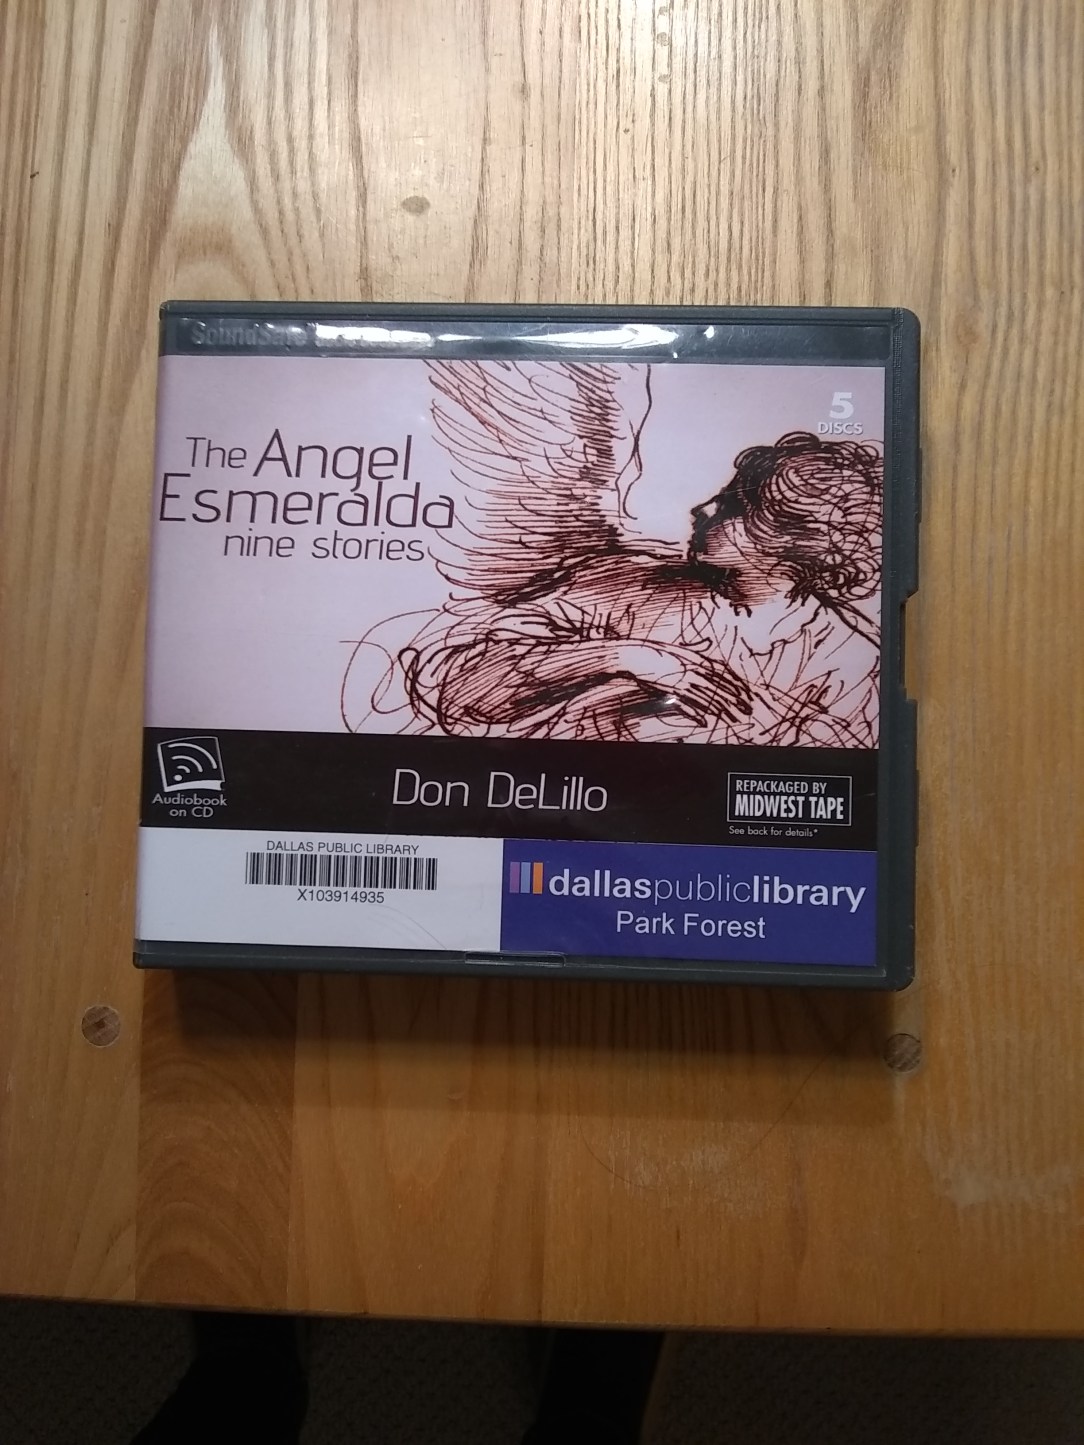 SoundSafe
5
DISCS
The Angel
Esmeralda
nine stories
Audiobook
on CD
Don DeLillo
REPACKAGED BY
MIDWEST TAPE
See back for details*
DALLAS PUBLIC LIBRARY
X103914935
dallaspubliclibrary
Park Forest